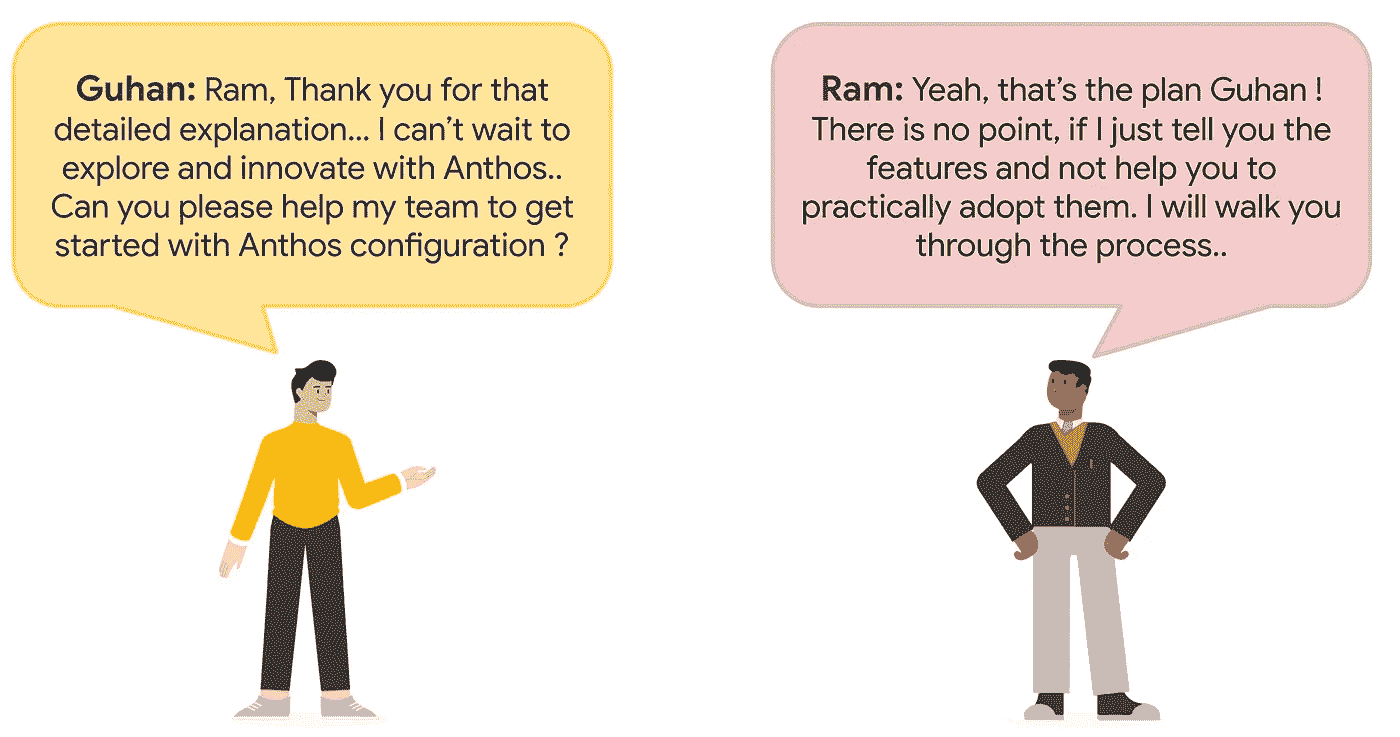 Guhan: Ram, Thank you for that
detailed explanation... I can't wait to
explore and innovate with Anthos..
Can you please help my team to get
started with Anthos configuration ?
Ram: Yeah, that's the plan Guhan !
There is no point, if I just tell you the
features and not help you to
practically adopt them. I will walk you
through the process..